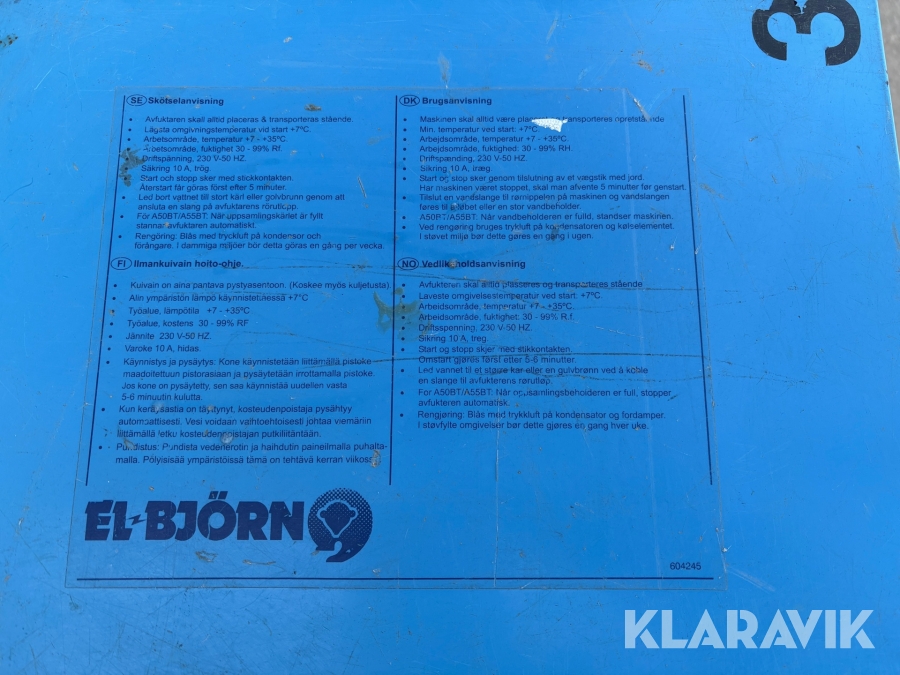 3
SE Skötselanvisning
• Avfuktaren skall alltid placeras & transporteras stående.
• Lägsta omgivningstemperatur vid start +7ºC.
• Arbetsområde, temperatur +7 - +35ºC.
• Arbetsområde, fuktighet 30 - 99% Rf.
• Driftspänning, 230 V-50 HZ.
• Säkring 10 A, trög.
• Start och stopp sker med stickkontakten.
Återstart får göras först efter 5 minuter.
• Led bort vattnet till stort kärl eller golvbrunn genom att
ansluta en slang på avfuktarens rörutlopp.
• För A50BT/A55BT: När uppsamlingskärlet är fyllt
stannar avfuktaren automatiskt.
• Rengöring: Blås med tryckluft på kondensor och
förångare. I dammiga miljöer bör detta göras en gång per vecka.
DK Brugsanvisning
• Maskinen skal altid være transporteres opretstående
• Min. temperatur ved start: +7ºC.
• Arbejdsområde, temperatur +7 - +35ºC.
• Arbejdsområde, fugtighed: 30 - 99% RH.
• Driftspænding, 230 V-50 HZ.
• Sikring 10 A, træg.
• Start og stop sker genom tilslutning af et vægstik med jord.
Har maskinen været stoppet, skal man afvente 5 minutter før genstart.
• Tilslut en vandslange til rørnippelen på maskinen og vandslangen
føres til afløbet eller en stor vandbeholder.
• A50BT/A55BT: Når vandbeholderen er fulld, standser maskinen.
• Ved rengøring bruges trykluft på kondensatoren og kølselementet.
I støvet miljø bør dette gøres en gang i ugen.
FI Ilmankuivain hoito-ohje.
• Kuivain on aina pantava pystyasentoon. (Koskee myös kuljetusta).
• Alin ympäristön lämpö käynnistettäessä +7°C
• Työalue, lämpötila +7 - +35ºC
• Työalue, kostens 30 - 99% RF
• Jännite 230 V-50 HZ.
• Varoke 10 A, hidas.
• Käynnistys ja pysäytys: Kone käynnistetään liittämällä pistoke
maadoitettuun pistorasiaan ja pysäytetään irrottamalla pistoke.
Jos kone on pysäytetty, sen saa käynnistää uudellen vasta
5-6 minuutin kulutta.
• Kun keräysastia on täyttynyt, kosteudenpoistaja pysähtyy
automaattisesti. Vesi voidaan vaihtoehtoisesti johtaa viemäriin
liittämällä letku kosteudenpoistajan putkiliitäntään.
• Puhdistus: Puhdista vedenerotin ja haihdutin paineilmalla puhalta-
malla. Pölyisissä ympäristöissä tämä on tehtävä kerran viikossa
NO Vedlikeholdsanvisning
• Avfukteren skal alltid plasseres og transporteres stående
• Laveste omgivelsestemperatur ved start; +7ºC.
• Arbeidsområde, temperatur +7 - +35ºC
• Arbeidsområde, fuktighet: 30 - 99% R.f.
• Driftsspenning, 230 V-50 HZ.
• Sikring 10 A, treg.
• Start og stopp skjer med stikkontakten.
Omstart gjøres først etter 5-6 minutter.
• Led vannet til et større kar eller en gulvbrønn ved å koble
en slange til avfukterens rørutløp.
• For A50BT/A55BT: Når oppsamlingsbeholderen er full, stopper
avfukteren automatisk.
• Rengjøring: Blås med trykkluft på kondensator og fordamper.
I støvfylte omgivelser bør dette gjøres en gang hver uke.
EL-BJÖRN
604245
KLARAVIK